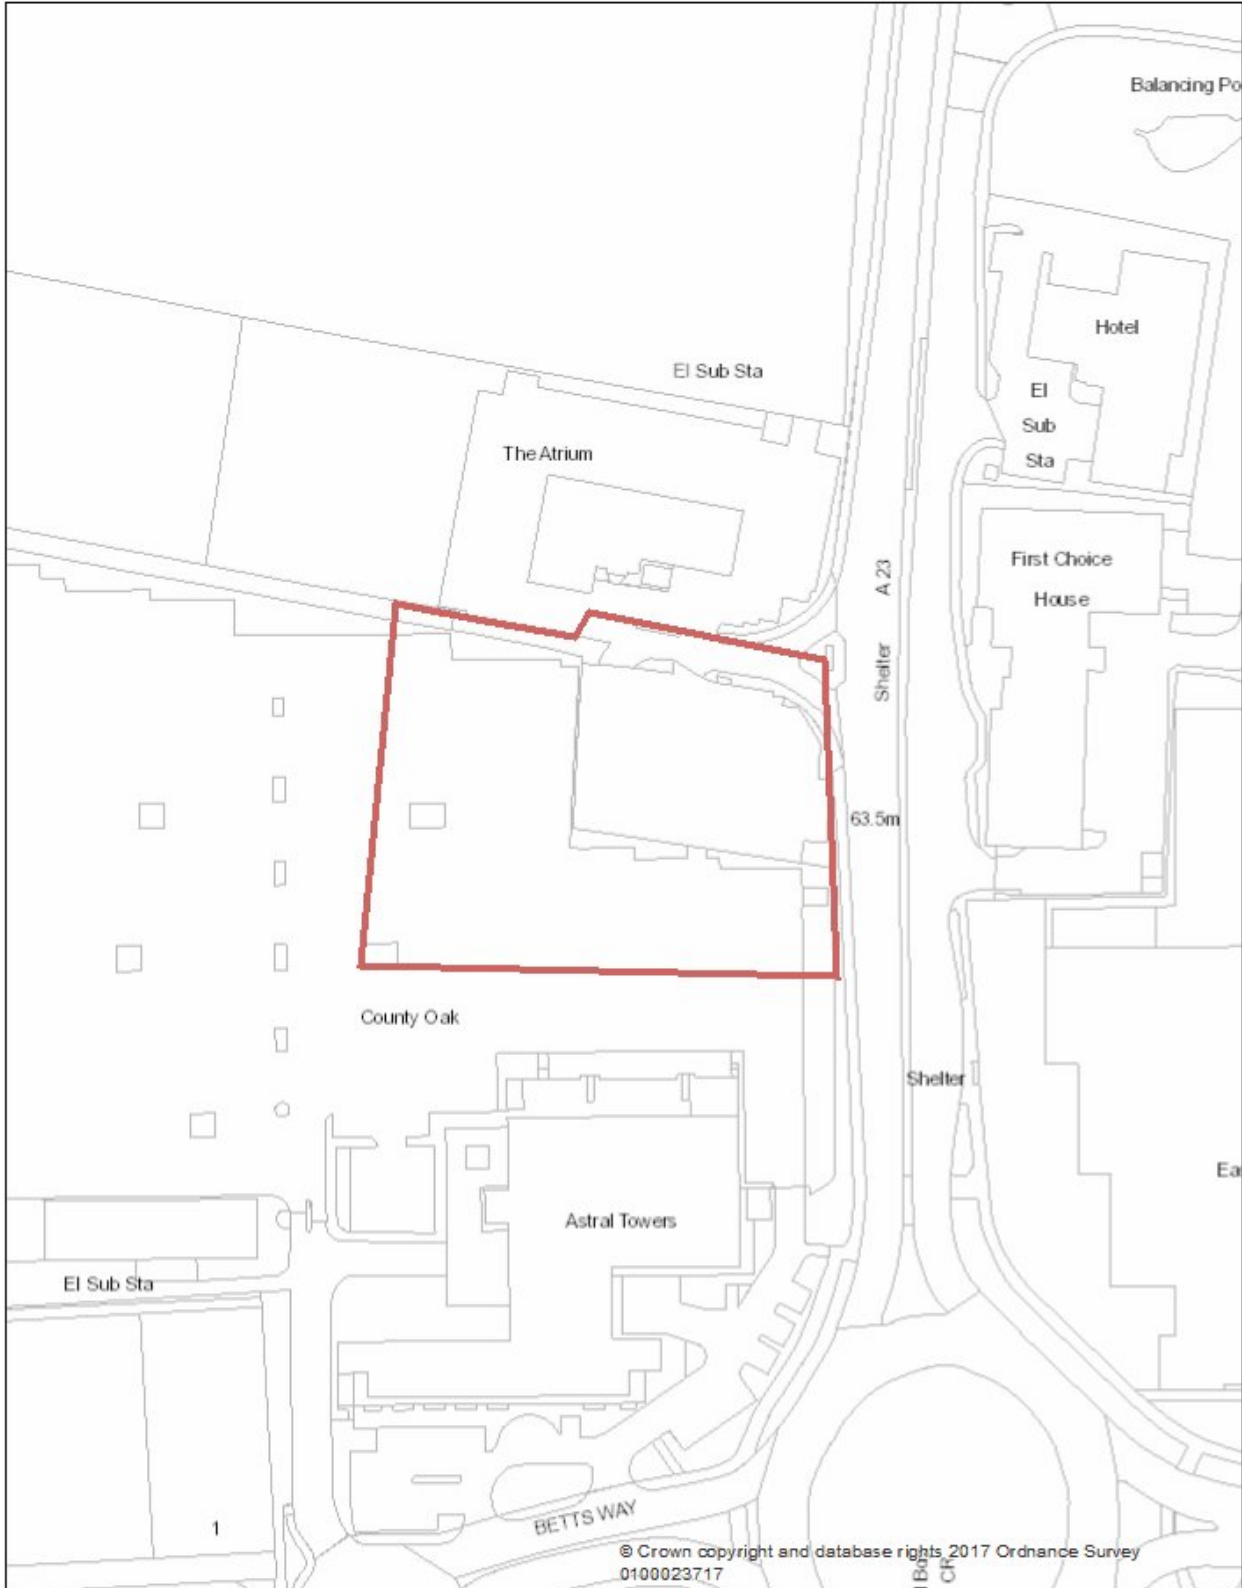 Balancing Po
Hotel
El Sub Sta
El
Sub
Sta
The Atrium
First Choice
House
A 23
Shelter
63.5m
County Oak
Shelter
Ea
Astral Towers
El Sub Sta
1
BETTS WAY
© Crown copyright and database rights 2017 Ordnance Survey
0100023717
CR